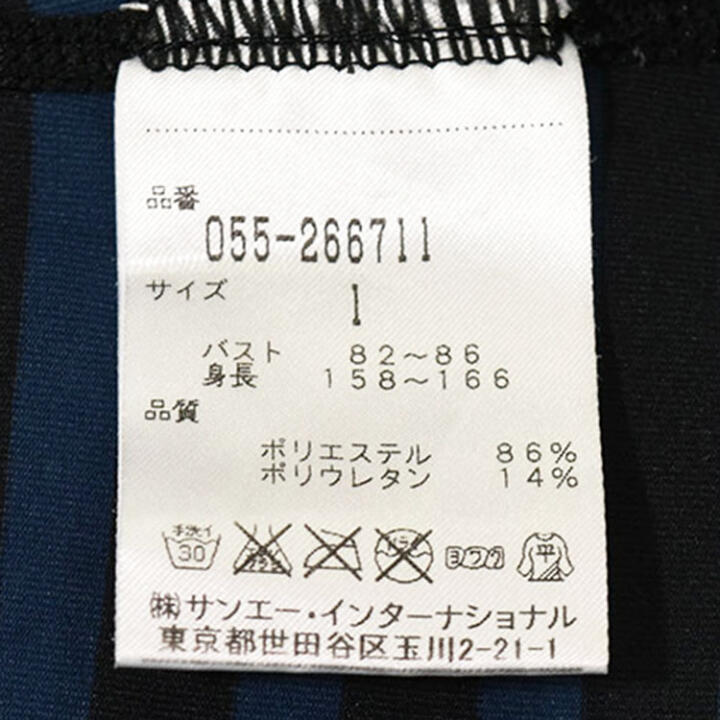 品番
055-266711
サイズ
1
バスト 82～86
身長 158～166
品質
ポリエステル 86%
ポリウレタン 14%
手洗イ 30 ヨワク 平
(株)サンエー・インターナショナル
東京都世田谷区玉川2-21-1